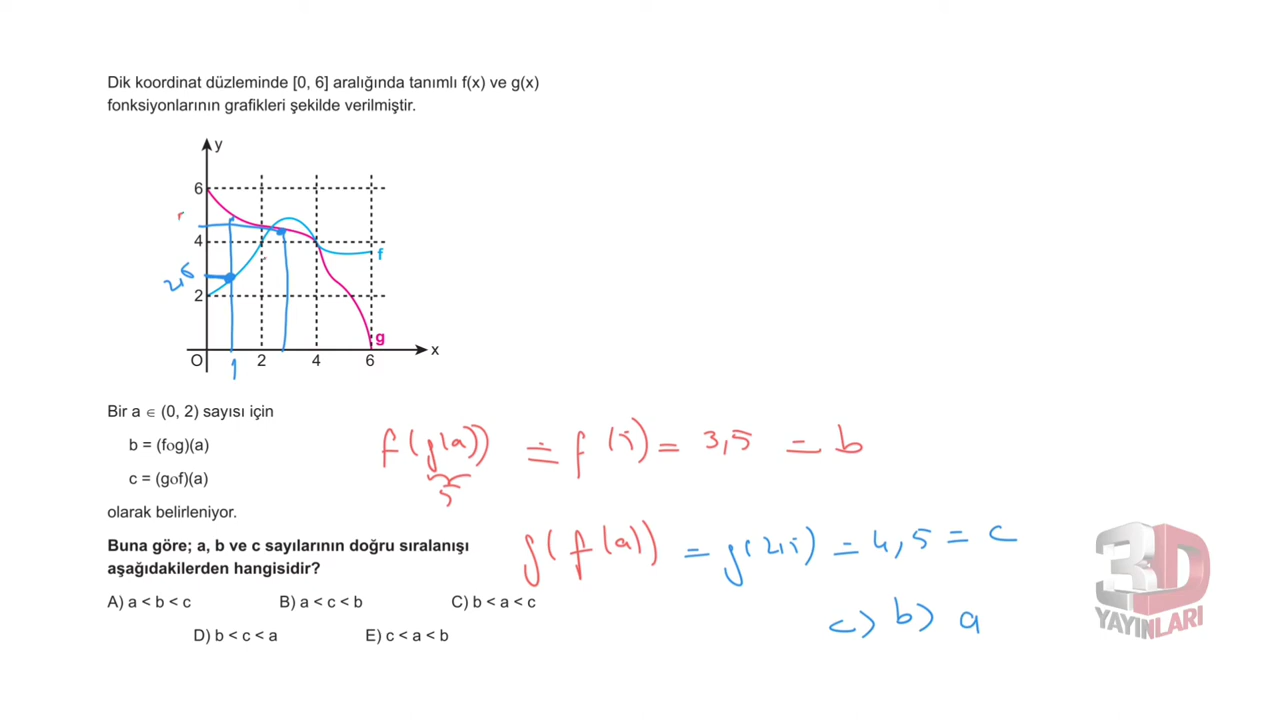 Dik koordinat düzleminde [0, 6] aralığında tanımlı f(x) ve g(x)
fonksiyonlarının grafikleri şekilde verilmiştir.
y
6
4
2,6
2
f
g
O
2
4
6
x
1
Bir a ∈ (0, 2) sayısı için
b = (fog)(a)
c = (gof)(a)
olarak belirleniyor.
f(g(a)) = f(5) = 3,5 = b
5
Buna göre; a, b ve c sayılarının doğru sıralanışı
aşağıdakilerden hangisidir?
g(f(a)) = g(2,5) = 4,5 = c
A) a < b < c B) a < c < b C) b < a < c
D) b < c < a E) c < a < b
c > b > a
3D
YAYINLARI